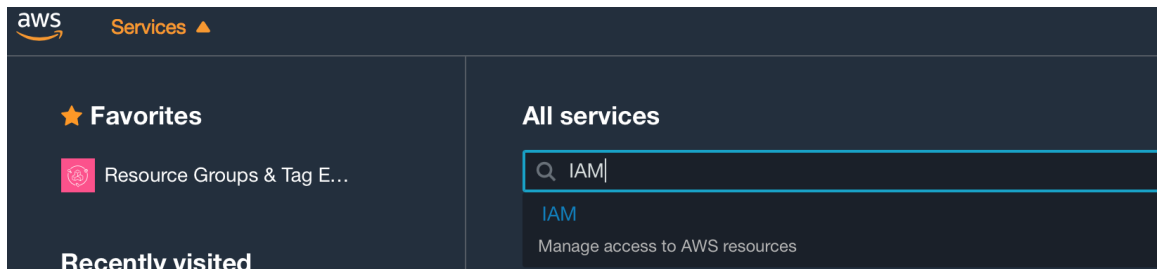 aws
Services
Favorites
Resource Groups & Tag E...
Recently visited
All services
IAM
IAM
Manage access to AWS resources